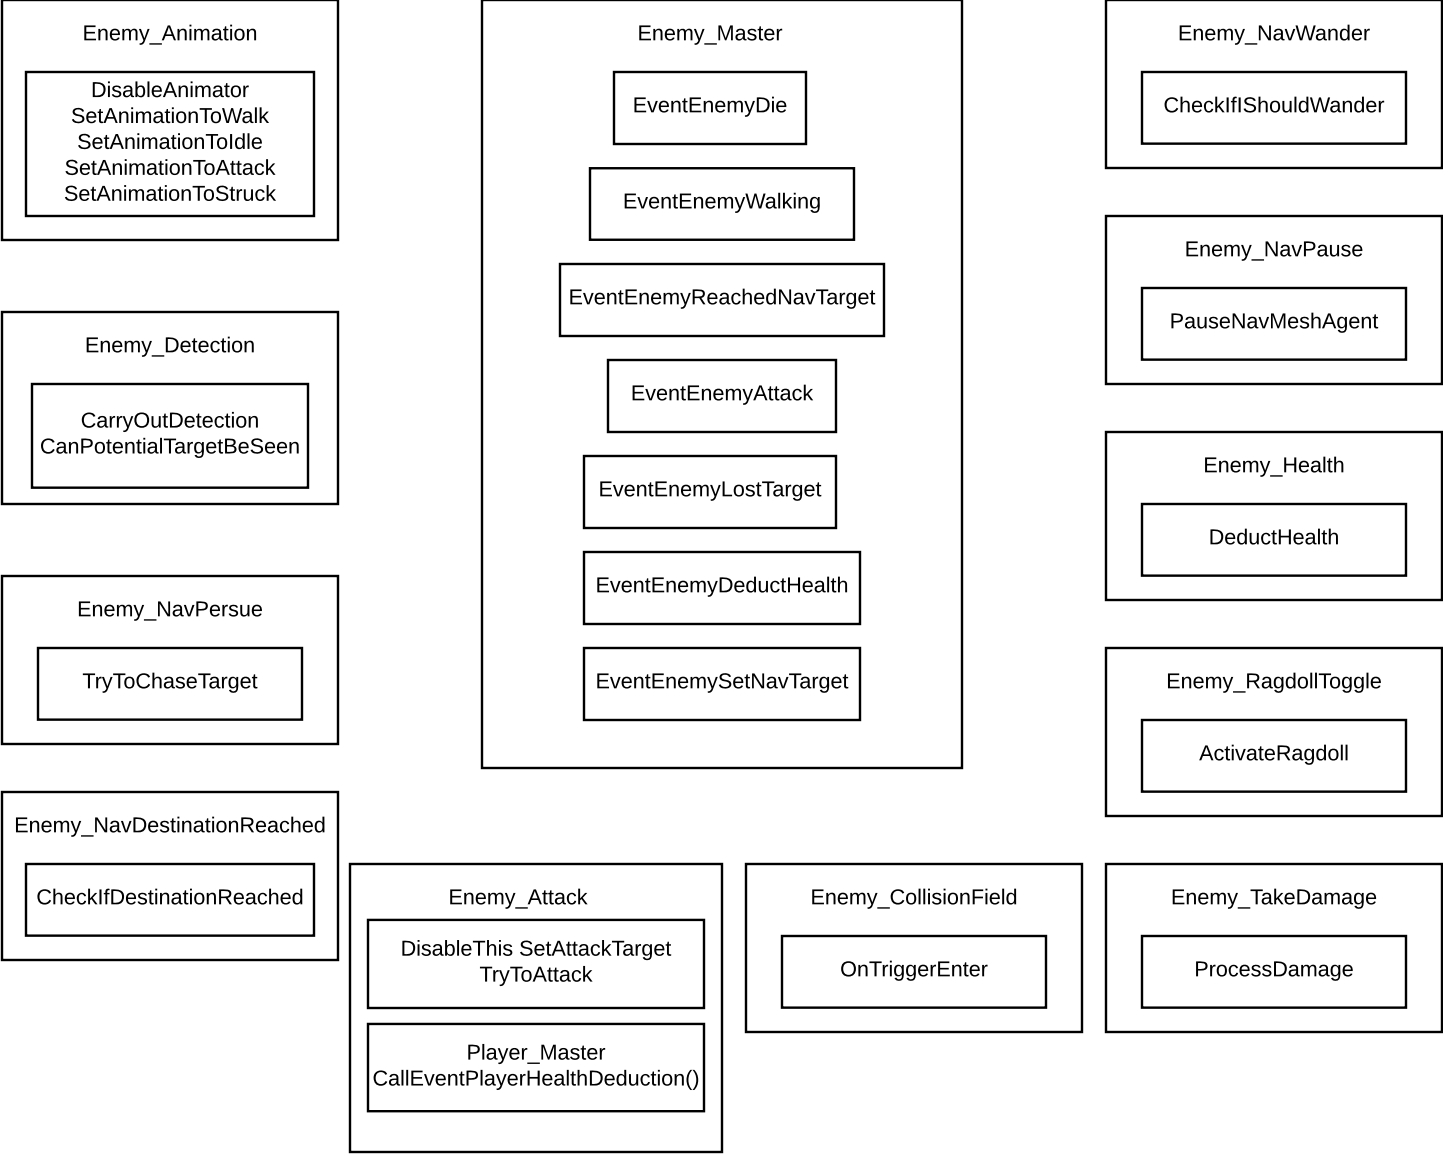 Enemy_Animation
DisableAnimator
SetAnimationToWalk
SetAnimationToIdle
SetAnimationToAttack
SetAnimationToStruck
Enemy_Detection
CarryOutDetection
CanPotentialTargetBeSeen
Enemy_NavPersue
TryToChaseTarget
Enemy_NavDestinationReached
CheckIfDestinationReached
Enemy_Master
EventEnemyDie
EventEnemyWalking
EventEnemyReachedNavTarget
EventEnemyAttack
EventEnemyLostTarget
EventEnemyDeductHealth
EventEnemySetNavTarget
Enemy_Attack
DisableThis SetAttackTarget
TryToAttack
Player_Master
CallEventPlayerHealthDeduction()
Enemy_CollisionField
OnTriggerEnter
Enemy_NavWander
CheckIfIShouldWander
Enemy_NavPause
PauseNavMeshAgent
Enemy_Health
DeductHealth
Enemy_RagdollToggle
ActivateRagdoll
Enemy_TakeDamage
ProcessDamage